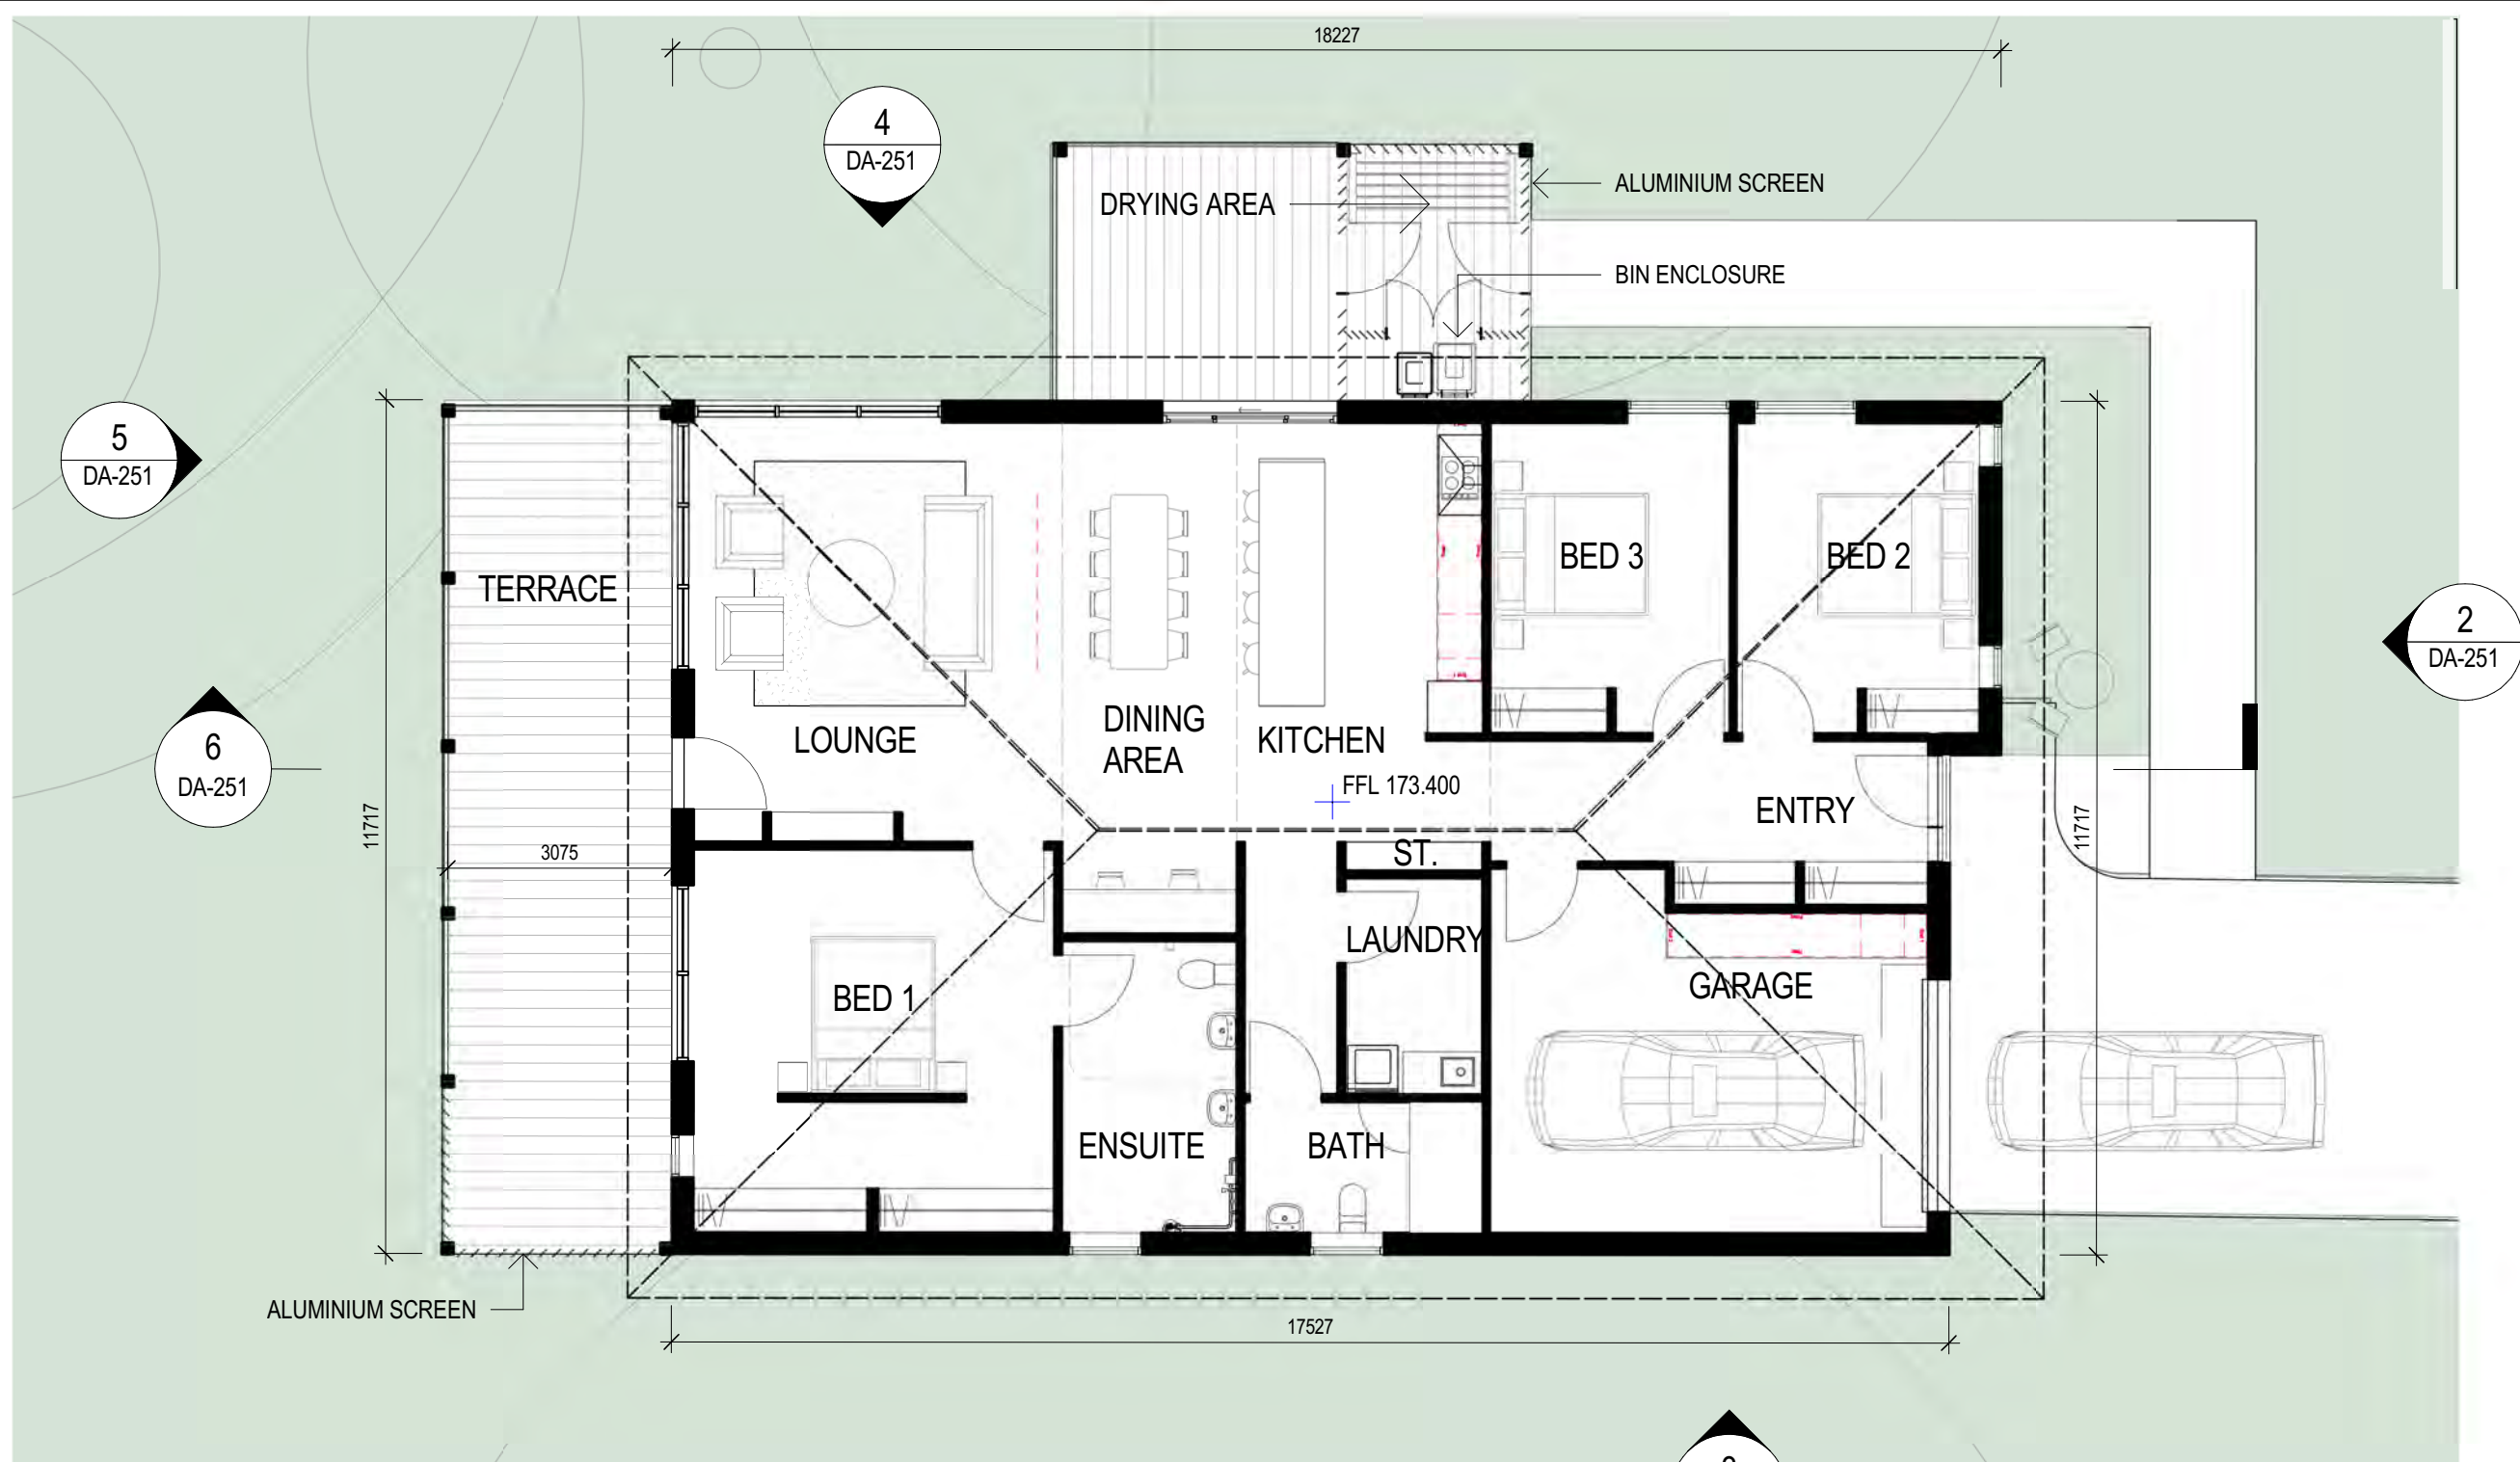 18227
4
DA-251
DRYING AREA
ALUMINIUM SCREEN
BIN ENCLOSURE
5
DA-251
TERRACE
BED 3
BED 2
2
DA-251
6
DA-251
LOUNGE
DINING
AREA
KITCHEN
FFL 173.400
ENTRY
11717
11717
3075
ST.
LAUNDRY
BED 1
GARAGE
ENSUITE
BATH
ALUMINIUM SCREEN
17527